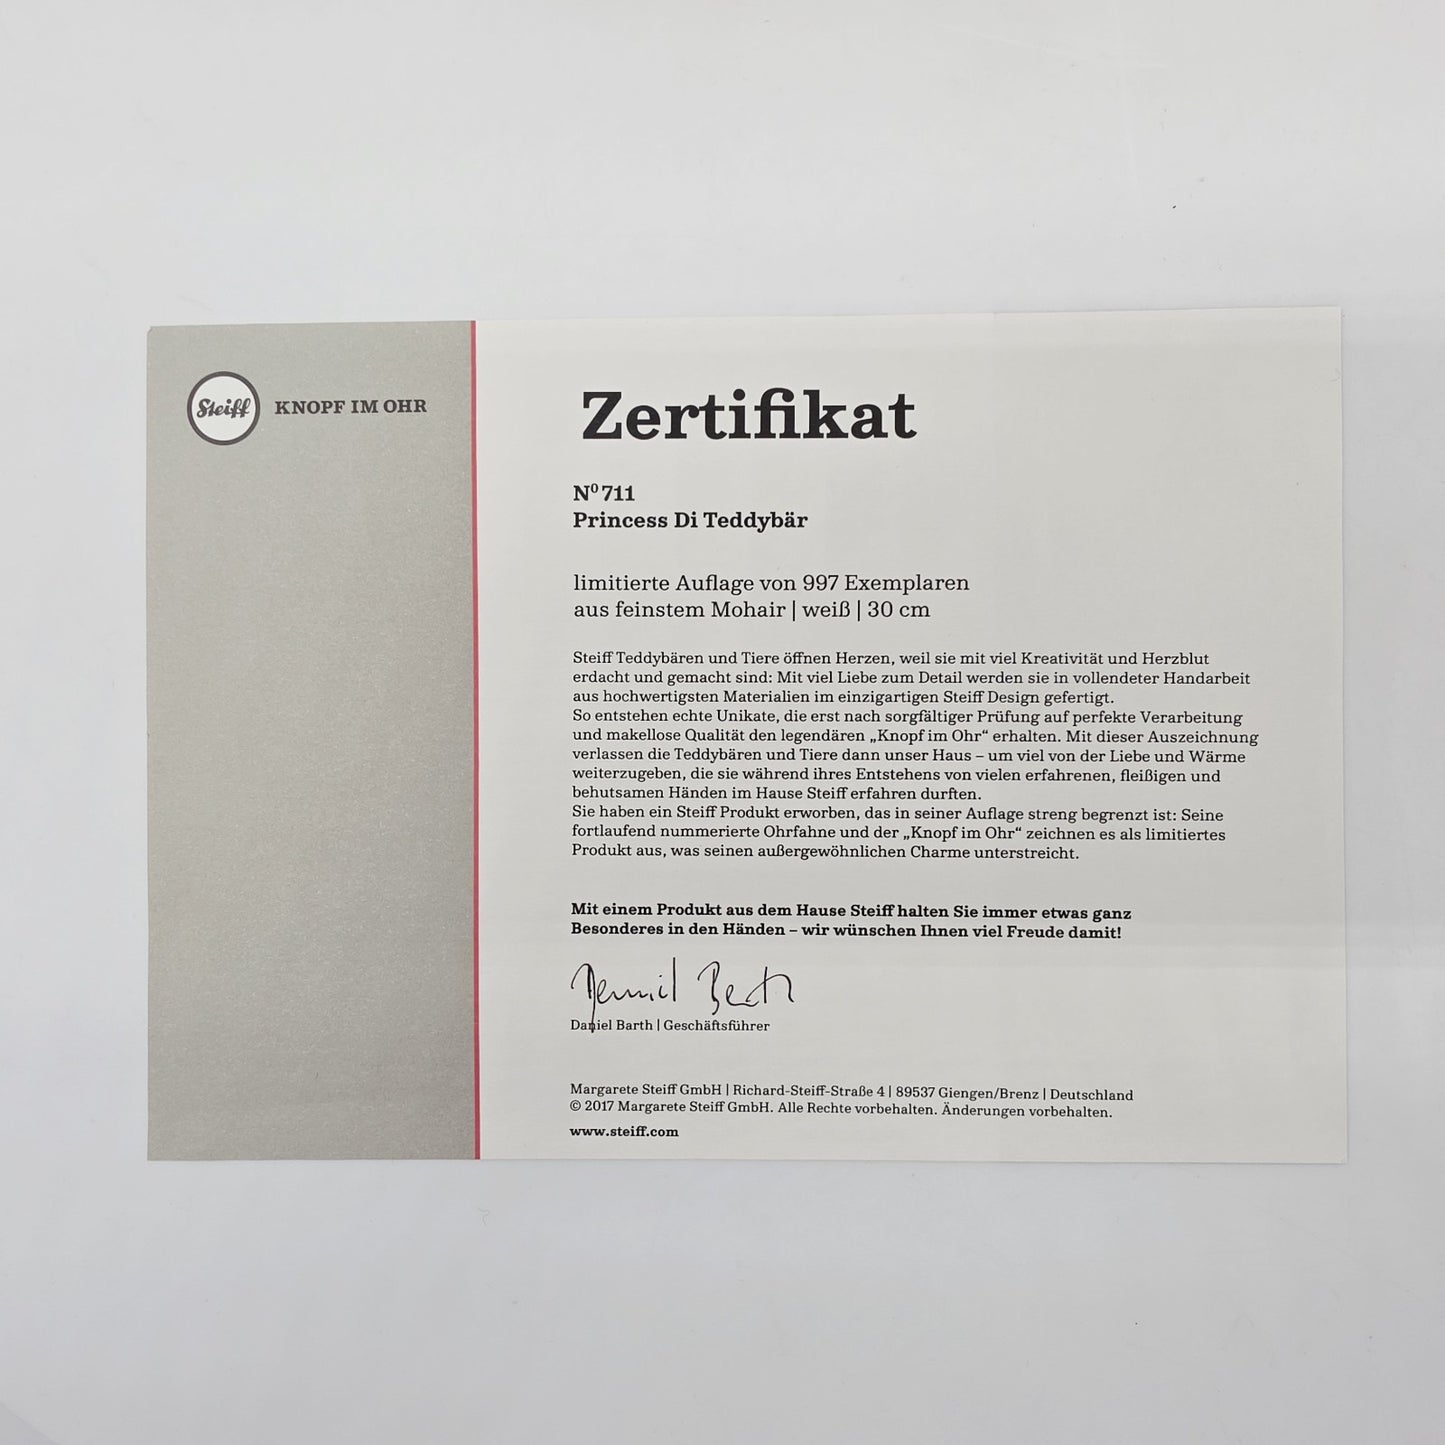 Steiff KNOPF IM OHR
Zertifikat
Nº 711
Princess Di Teddybär
limitierte Auflage von 997 Exemplaren
aus feinstem Mohair | weiß | 30 cm
Steiff Teddybären und Tiere öffnen Herzen, weil sie mit viel Kreativität und Herzblut
erdacht und gemacht sind: Mit viel Liebe zum Detail werden sie in vollendeter Handarbeit
aus hochwertigsten Materialien im einzigartigen Steiff Design gefertigt.
So entstehen echte Unikate, die erst nach sorgfältiger Prüfung auf perfekte Verarbeitung
und makellose Qualität den legendären „Knopf im Ohr“ erhalten. Mit dieser Auszeichnung
verlassen die Teddybären und Tiere dann unser Haus – um viel von der Liebe und Wärme
weiterzugeben, die sie während ihres Entstehens von vielen erfahrenen, fleißigen und
behutsamen Händen im Hause Steiff erfahren durften.
Sie haben ein Steiff Produkt erworben, das in seiner Auflage streng begrenzt ist: Seine
fortlaufend nummerierte Ohrfahne und der „Knopf im Ohr“ zeichnen es als limitiertes
Produkt aus, was seinen außergewöhnlichen Charme unterstreicht.
Mit einem Produkt aus dem Hause Steiff halten Sie immer etwas ganz
Besonderes in den Händen – wir wünschen Ihnen viel Freude damit!
Daniel Barth
Daniel Barth | Geschäftsführer
Margarete Steiff GmbH | Richard-Steiff-Straße 4 | 89537 Giengen/Brenz | Deutschland
© 2017 Margarete Steiff GmbH. Alle Rechte vorbehalten. Änderungen vorbehalten.
www.steiff.com